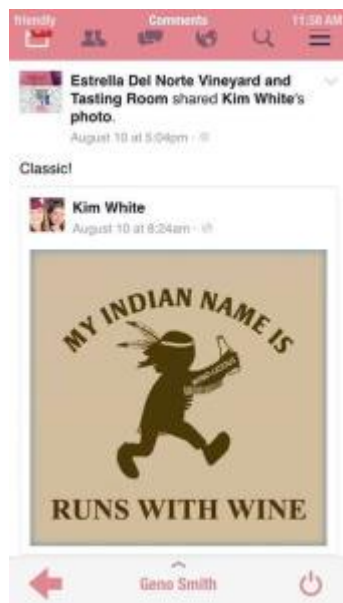 friendly Comments 11:58 AM
Estrella Del Norte Vineyard and
Tasting Room shared Kim White's
photo.
August 10 at 5:04pm
Classic!
Kim White
August 10 at 8:24am
MY INDIAN NAME IS
RUNS WITH WINE
Geno Smith